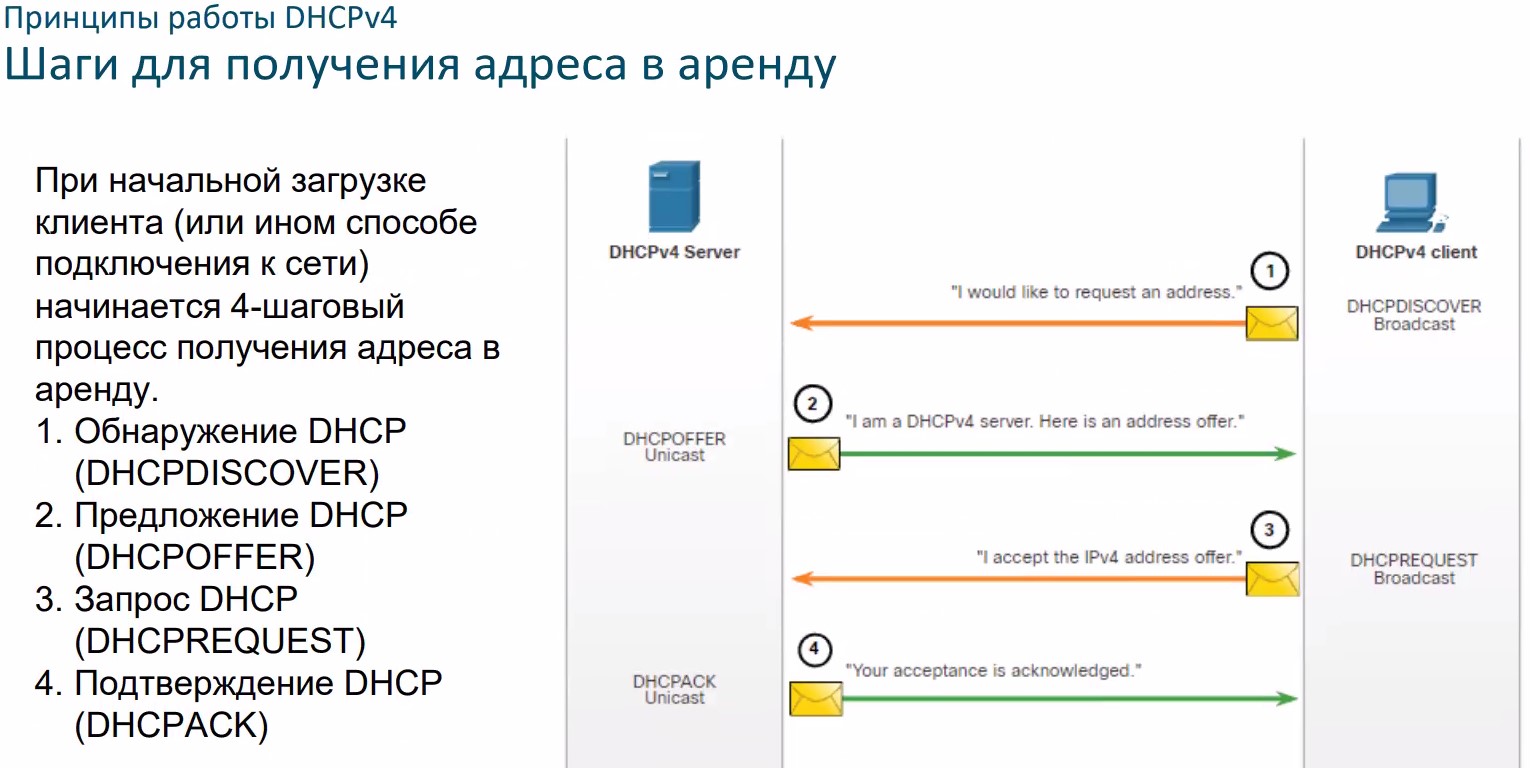 Принципы работы DHCPv4
Шаги для получения адреса в аренду
При начальной загрузке
клиента (или ином способе
подключения к сети)
начинается 4-шаговый
процесс получения адреса в
аренду.
1. Обнаружение DHCP
(DHCPDISCOVER)
2. Предложение DHCP
(DHCPOFFER)
3. Запрос DHCP
(DHCPREQUEST)
4. Подтверждение DHCP
(DHCPACK)
DHCPv4 Server
DHCPv4 client
1
"I would like to request an address."
DHCPDISCOVER
Broadcast
2
"I am a DHCPv4 server. Here is an address offer."
DHCPOFFER
Unicast
3
"I accept the IPv4 address offer."
DHCPREQUEST
Broadcast
4
"Your acceptance is acknowledged."
DHCPACK
Unicast